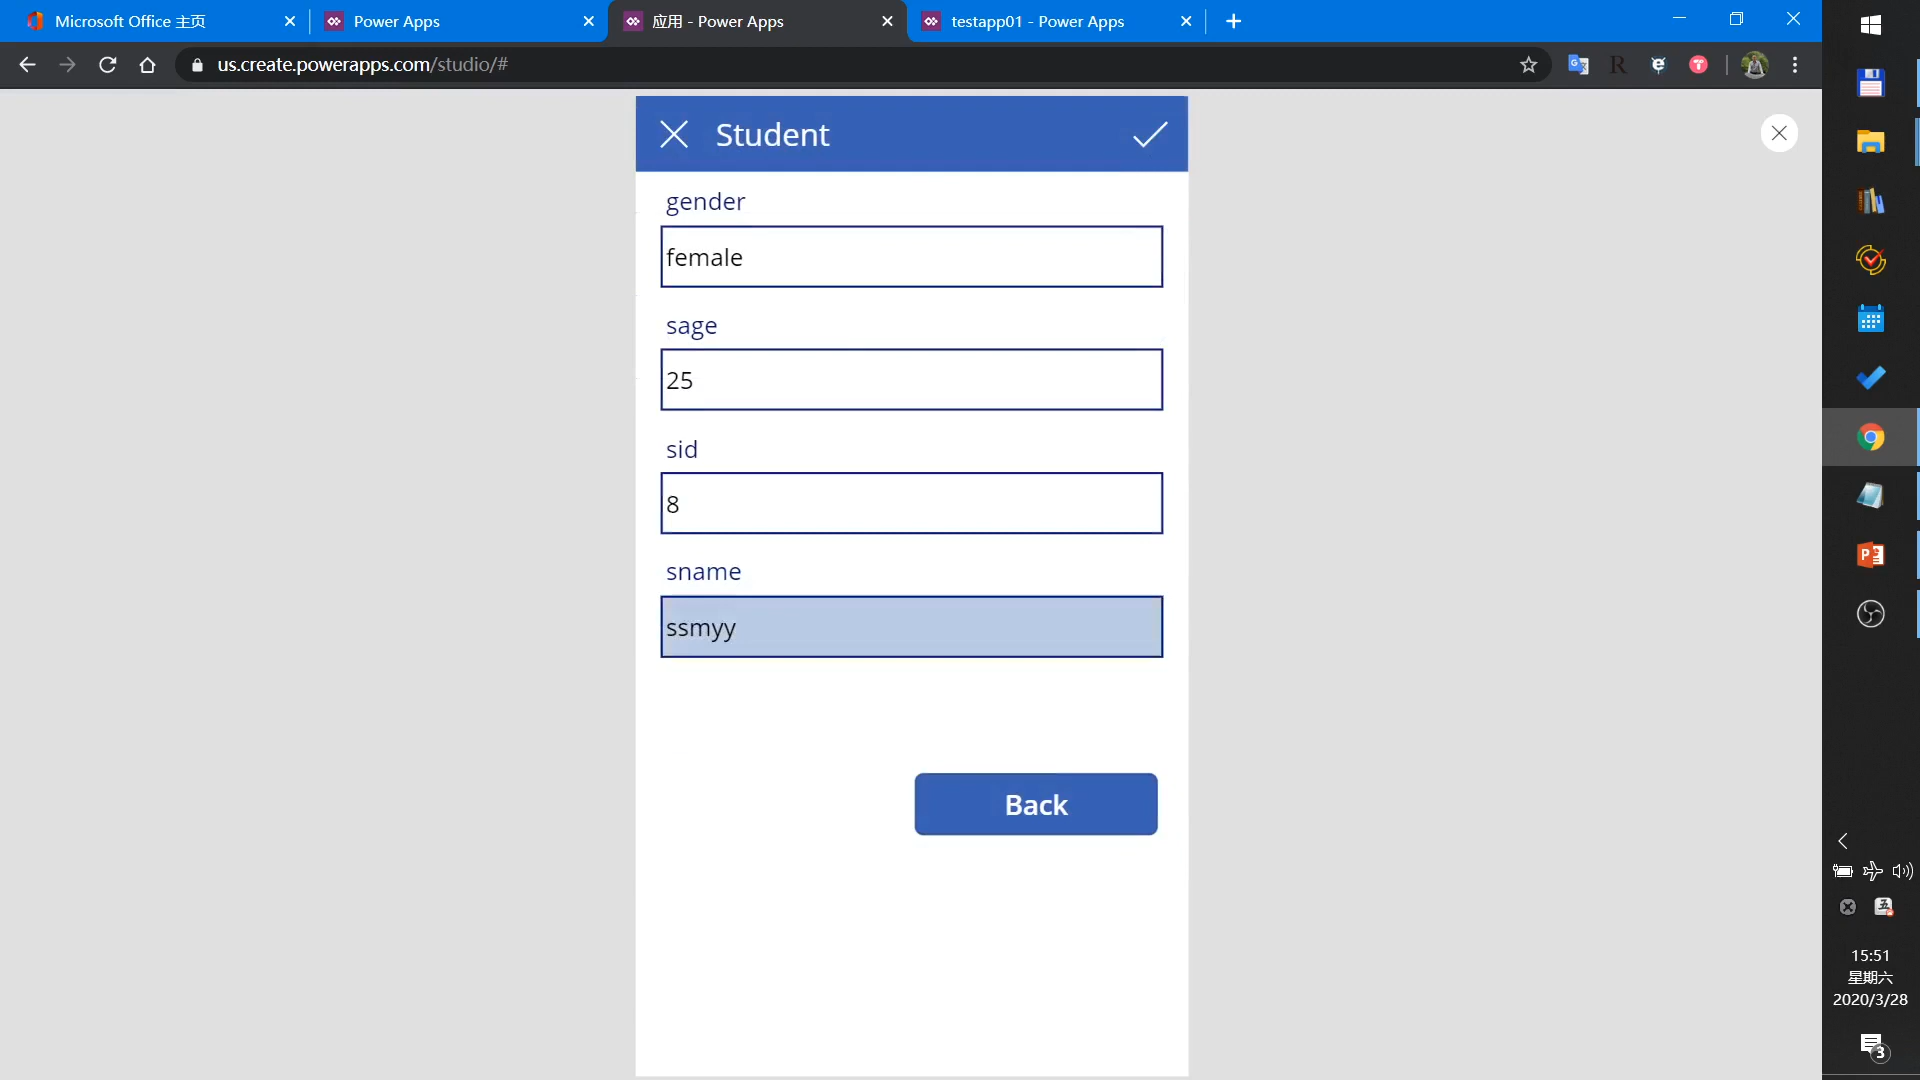 Microsoft Office 主页
Power Apps
应用 - Power Apps
testapp01 - Power Apps
us.create.powerapps.com/studio/#
Student
gender
female
sage
25
sid
8
sname
ssmyy
Back
15:51
星期六
2020/3/28
3